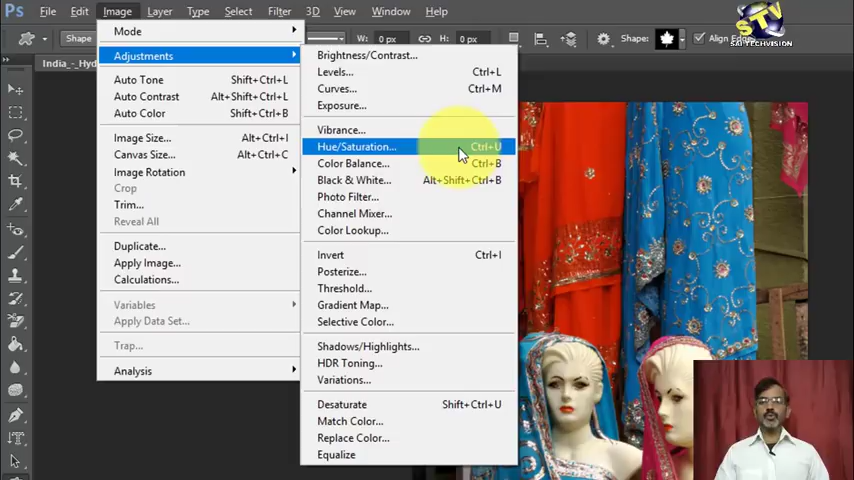 Ps File Edit Image Layer Type Select Filter 3D View Window Help
STV
SAI TECHVISION
Shape
W: 0 px
H: 0 px
Shape:
Align Edges
India_-_Hyd
Mode
Adjustments
Auto Tone Shift+Ctrl+L
Auto Contrast Alt+Shift+Ctrl+L
Auto Color Shift+Ctrl+B
Image Size... Alt+Ctrl+I
Canvas Size... Alt+Ctrl+C
Image Rotation
Crop
Trim...
Reveal All
Duplicate...
Apply Image...
Calculations...
Variables
Apply Data Set...
Trap...
Analysis
Brightness/Contrast...
Levels... Ctrl+L
Curves... Ctrl+M
Exposure...
Vibrance...
Hue/Saturation... Ctrl+U
Color Balance... Ctrl+B
Black & White... Alt+Shift+Ctrl+B
Photo Filter...
Channel Mixer...
Color Lookup...
Invert Ctrl+I
Posterize...
Threshold...
Gradient Map...
Selective Color...
Shadows/Highlights...
HDR Toning...
Variations...
Desaturate Shift+Ctrl+U
Match Color...
Replace Color...
Equalize